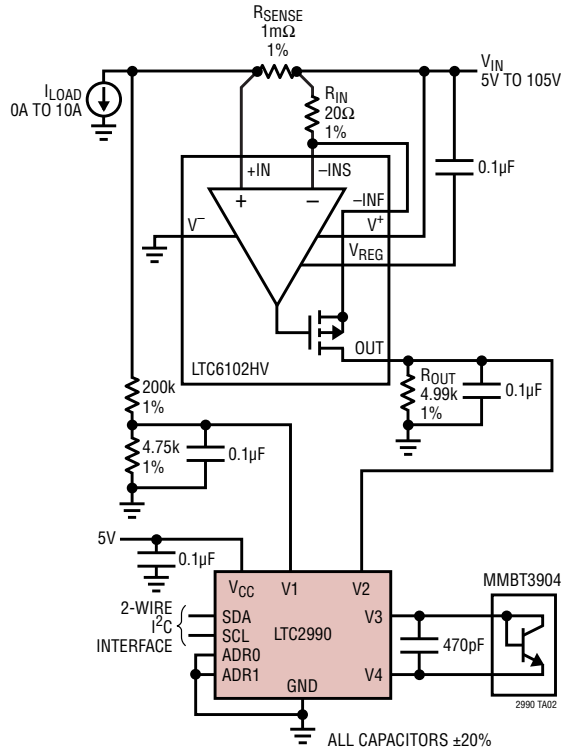 RSENSE
1mΩ
1%
VIN
5V TO 105V
ILOAD
0A TO 10A
RIN
20Ω
1%
0.1µF
+IN
–INS
–INF
+
–
V–
V+
VREG
OUT
LTC6102HV
200k
1%
ROUT
4.99k
1%
0.1µF
4.75k
1%
0.1µF
5V
0.1µF
VCC
V1
V2
MMBT3904
2-WIRE
I2C
INTERFACE
SDA
SCL
ADR0
ADR1
LTC2990
V3
V4
GND
470pF
2990 TA02
ALL CAPACITORS ±20%